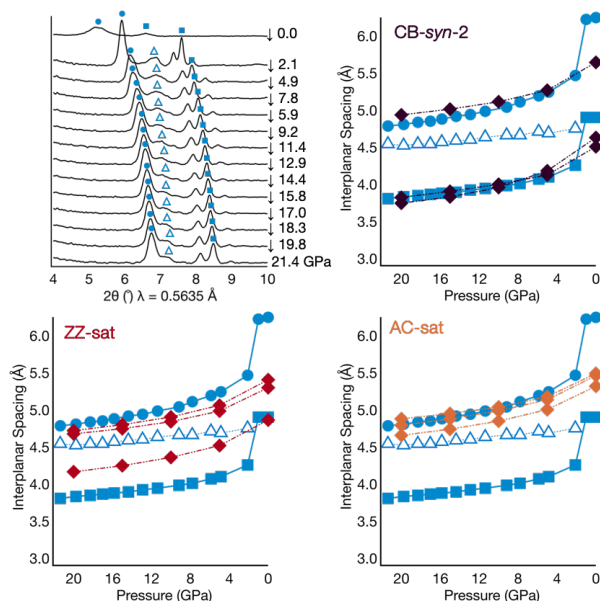 0.0
2.1
4.9
7.8
5.9
9.2
11.4
12.9
14.4
15.8
17.0
18.3
19.8
21.4 GPa
4 5 6 7 8 9 10
2θ (°) λ = 0.5635 Å
CB-syn-2
6.0
5.5
5.0
4.5
4.0
3.5
3.0
Interplanar Spacing (Å)
20 16 12 8 4 0
Pressure (GPa)
ZZ-sat
6.0
5.5
5.0
4.5
4.0
3.5
3.0
Interplanar Spacing (Å)
20 16 12 8 4 0
Pressure (GPa)
AC-sat
6.0
5.5
5.0
4.5
4.0
3.5
3.0
Interplanar Spacing (Å)
20 16 12 8 4 0
Pressure (GPa)